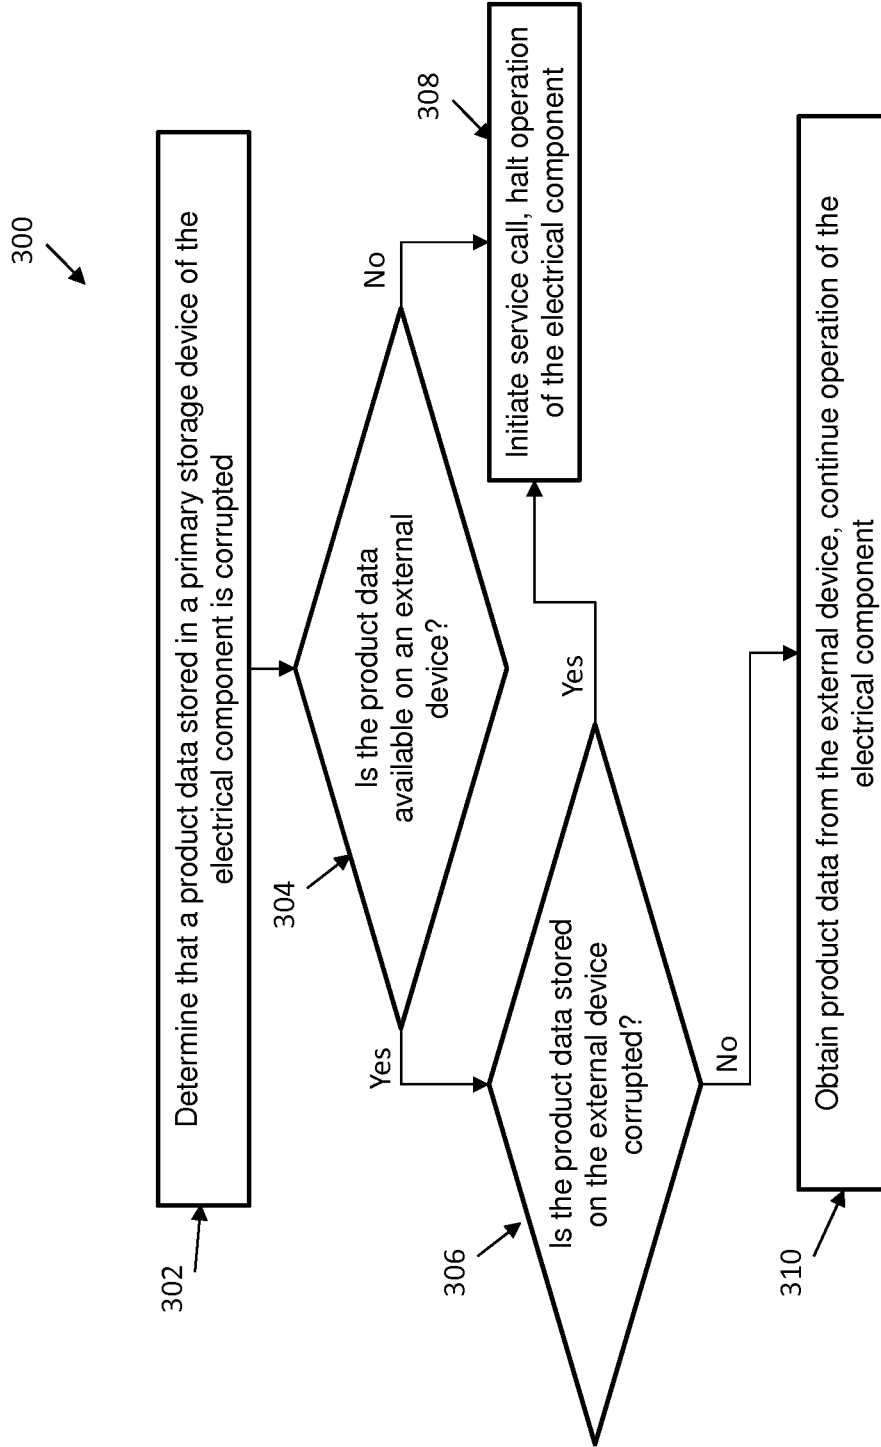 300
302
Determine that a product data stored in a primary storage device of the
electrical component is corrupted
304
Is the product data
available on an external
device?
Yes
No
306
Is the product data stored
on the external device
corrupted?
Yes
No
308
Initiate service call, halt operation
of the electrical component
310
Obtain product data from the external device, continue operation of the
electrical component